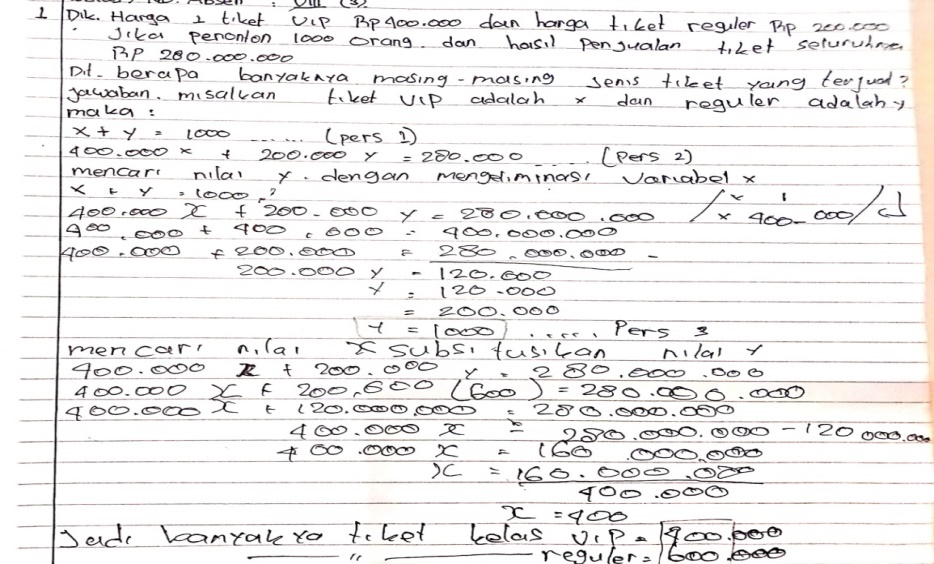 VIII (3)
1 Dik. Harga 1 tiket VIP Rp 400.000 dan harga tiket reguler Rp 200.000
Jika penonton 1000 orang. dan hasil penjualan tiket seluruhnya
RP 280.000.000
Dit. berapa banyaknya masing-masing jenis tiket yang terjual?
jawaban. misalkan tiket VIP adalah x dan reguler adalah y
maka :
x + y = 1000 ........ (pers 1)
400.000 x + 200.000 y = 280.000 .... (Pers 2)
mencari nilai y. dengan mengeliminasi Variabel x
x + y = 1000
400.000 x + 200.000 y = 280.000.000 / x 1 x 400.000 /
400.000 + 400.000 = 400.000.000
400.000 + 200.000 = 280.000.000 -
200.000 y = 120.000
y = 120.000
= 200.000
y = 1000 ...... Pers 3
mencari nilai x subsitusikan nilai y
400.000 x + 200.000 y = 280.000.000
400.000 x + 200.600 (600) = 280.000.000
400.000 x + 120.000.000 = 280.000.000
400.000 x = 280.000.000 - 120 000.000
400.000 x = 160.000.000
x = 160.000.000
400.000
x = 400
Jadi banyaknya tiket kelas VIP = 400.000
——— " ——— reguler = 600.000